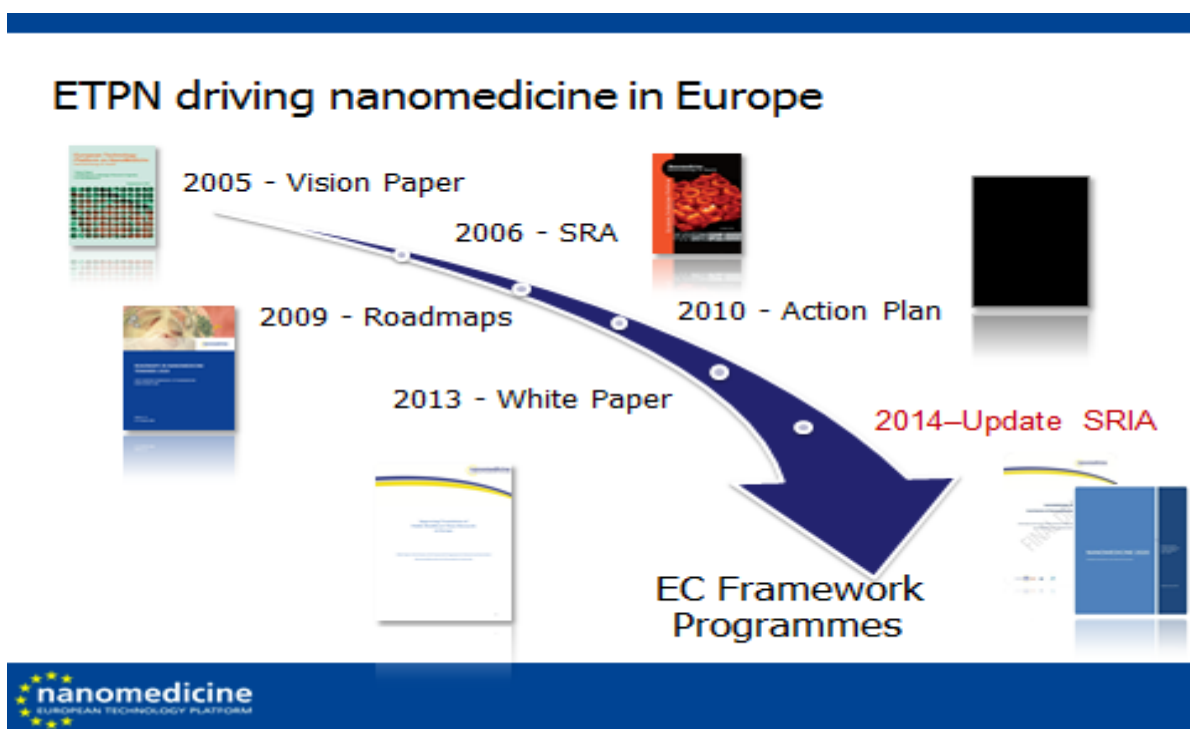 ETPN driving nanomedicine in Europe
2005 - Vision Paper
2006 - SRA
2009 - Roadmaps
2010 - Action Plan
2013 - White Paper
2014–Update SRIA
EC Framework
Programmes
nanomedicine
EUROPEAN TECHNOLOGY PLATFORM